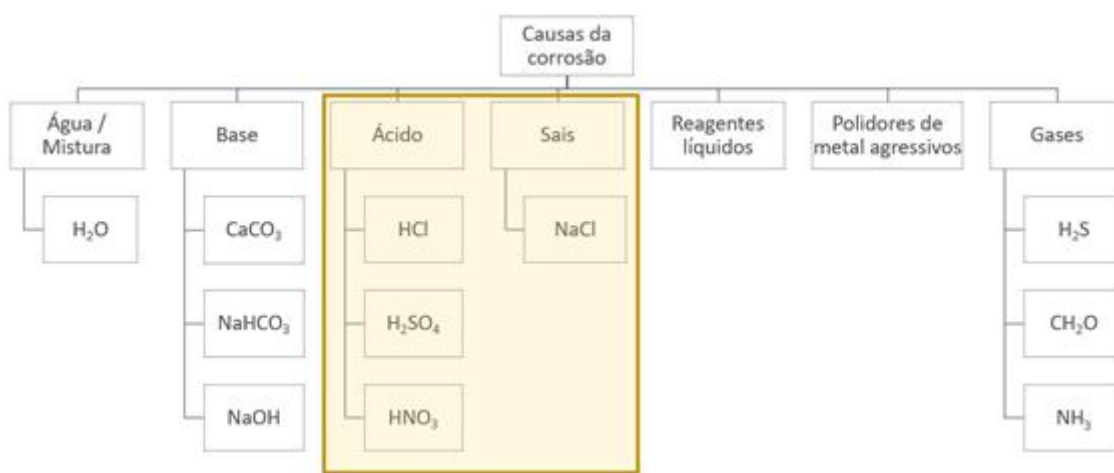 Causas da
corrosão
Água /
Mistura
Base
Ácido
Sais
Reagentes
líquidos
Polidores de
metal agressivos
Gases
H₂O
CaCO₃
HCl
NaCl
H₂S
NaHCO₃
H₂SO₄
CH₂O
NaOH
HNO₃
NH₃